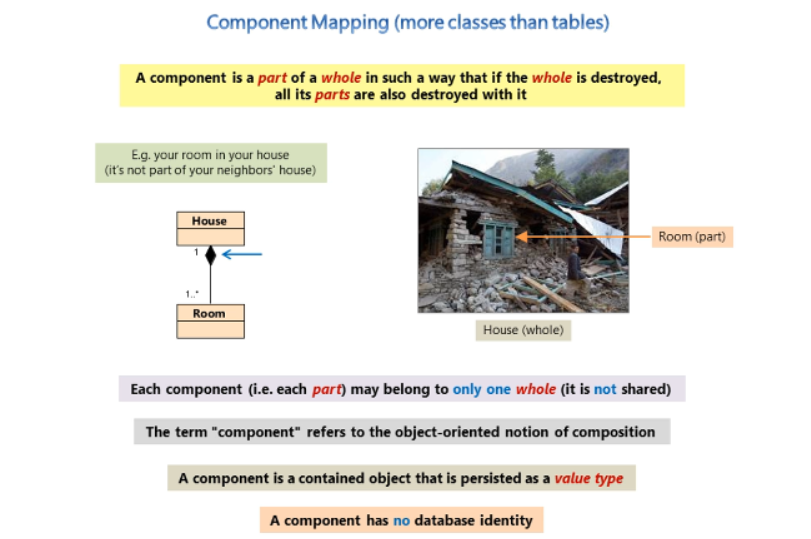 Component Mapping (more classes than tables)
A component is a part of a whole in such a way that if the whole is destroyed,
all its parts are also destroyed with it
E.g. your room in your house
(it's not part of your neighbors' house)
House
1
1..*
Room
Room (part)
House (whole)
Each component (i.e. each part) may belong to only one whole (it is not shared)
The term "component" refers to the object-oriented notion of composition
A component is a contained object that is persisted as a value type
A component has no database identity